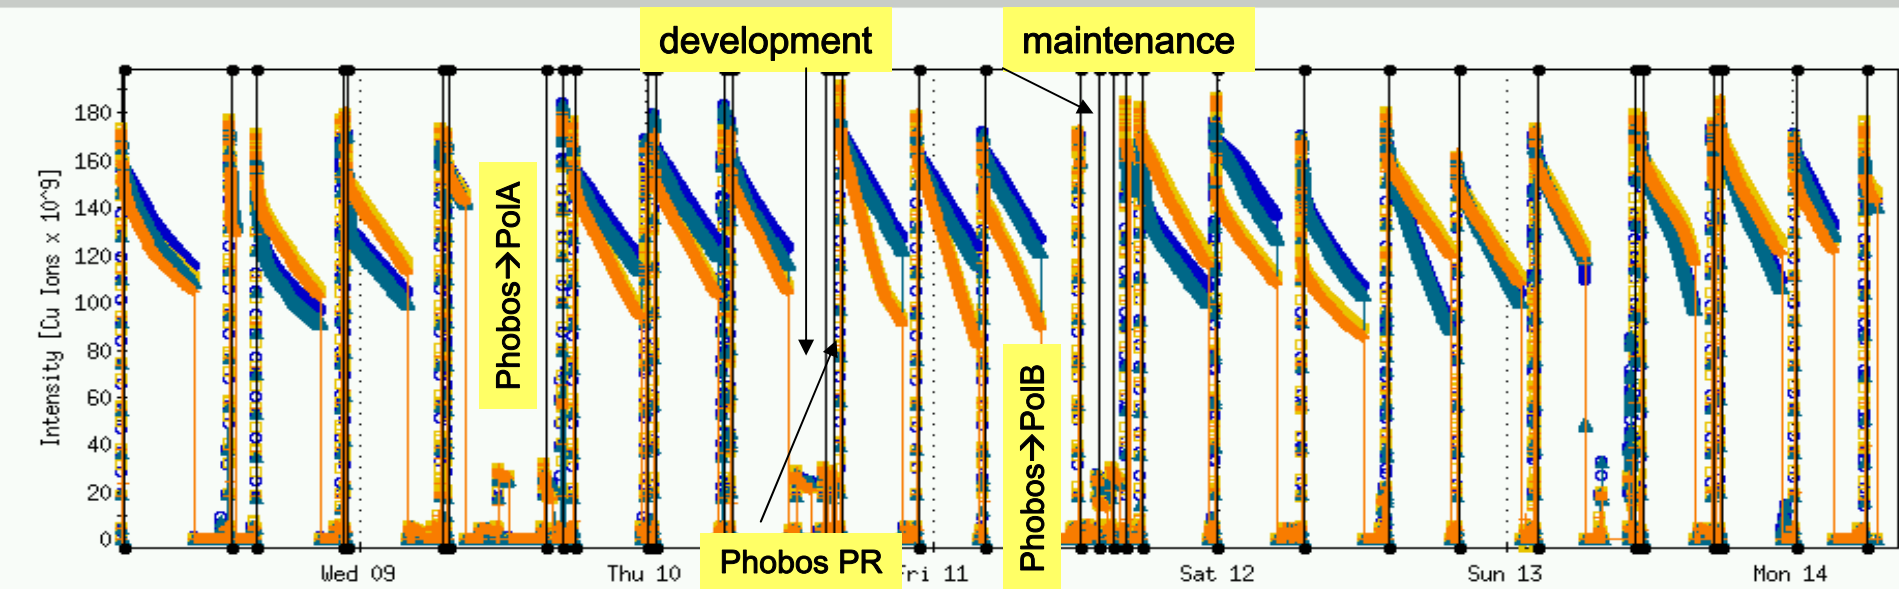 development
maintenance
Intensity [Cu Ions x 10^9]
180
160
140
120
100
80
60
40
20
0
Phobos→PolA
Phobos→PolB
Phobos PR
Wed 09
Thu 10
Fri 11
Sat 12
Sun 13
Mon 14